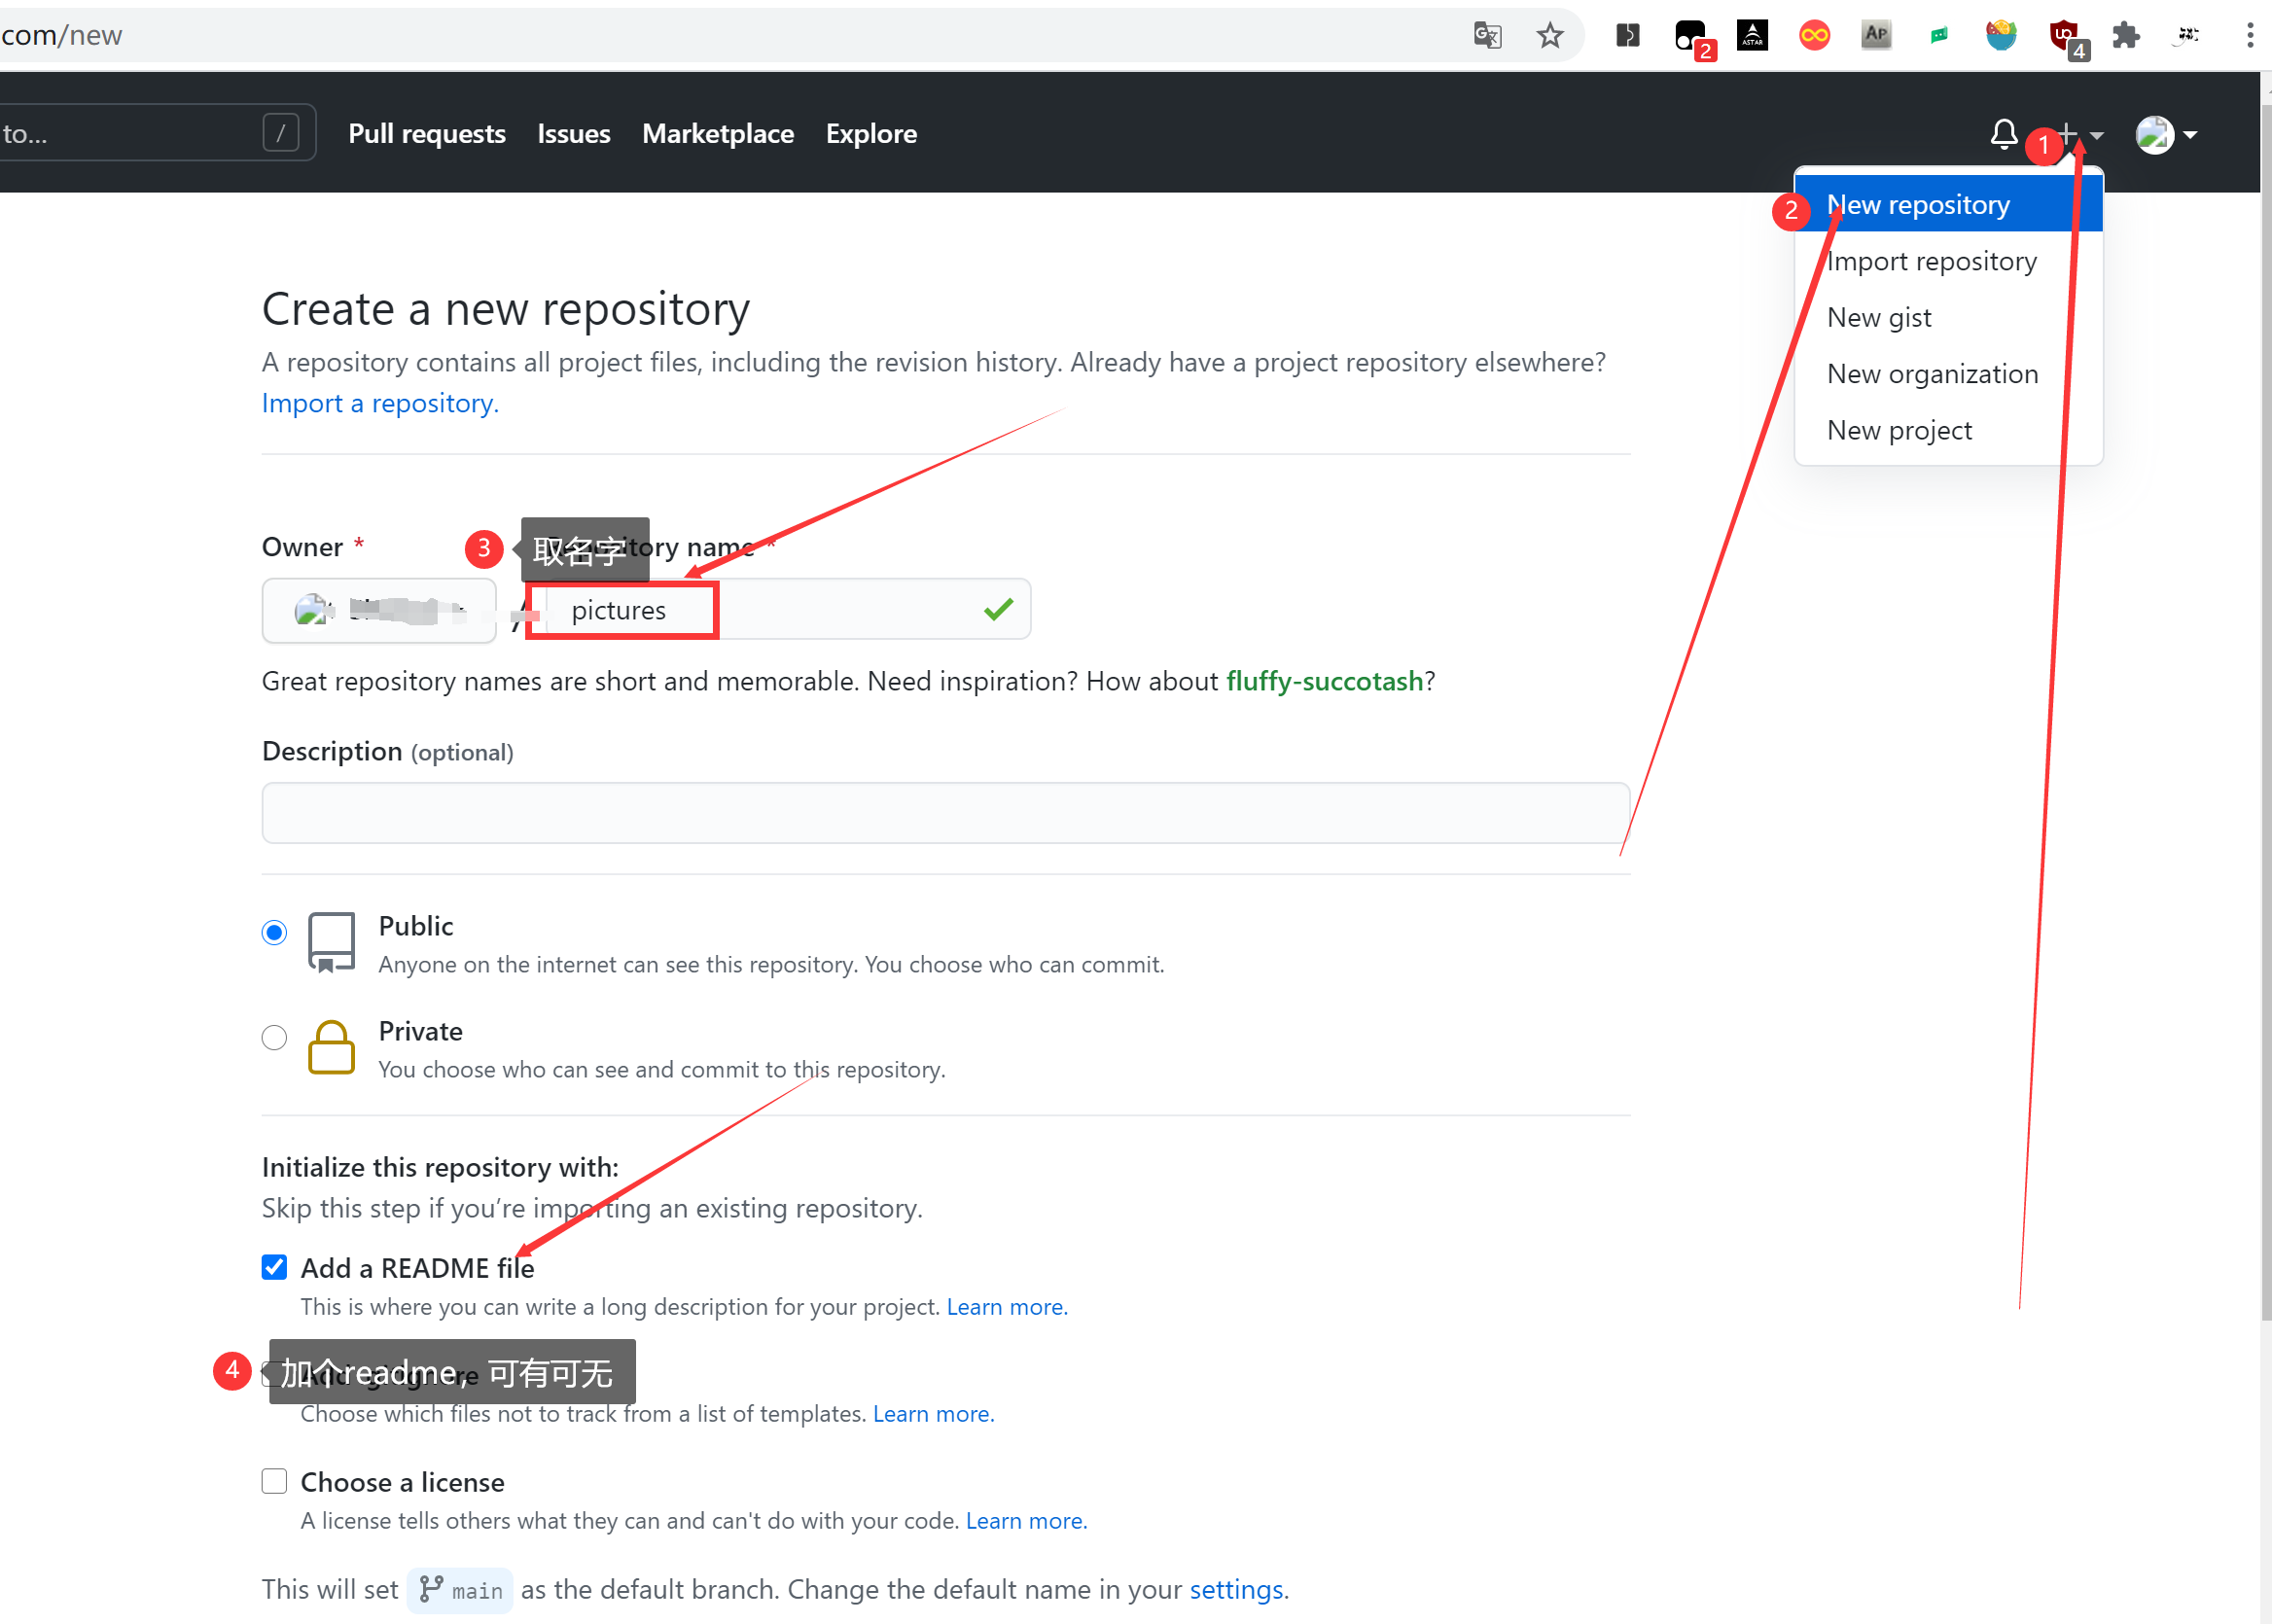 com/new
2
ASTAR
AP
UO
4
to...
/
Pull requests
Issues
Marketplace
Explore
1
2
New repository
Import repository
New gist
New organization
New project
Create a new repository
A repository contains all project files, including the revision history. Already have a project repository elsewhere?
Import a repository.
Owner *
3
取名字
Repository name *
/
pictures
Great repository names are short and memorable. Need inspiration? How about fluffy-succotash?
Description (optional)
Public
Anyone on the internet can see this repository. You choose who can commit.
Private
You choose who can see and commit to this repository.
Initialize this repository with:
Skip this step if you’re importing an existing repository.
Add a README file
This is where you can write a long description for your project. Learn more.
4
加个readme，可有可无
Add .gitignore
Choose which files not to track from a list of templates. Learn more.
Choose a license
A license tells others what they can and can't do with your code. Learn more.
This will set main as the default branch. Change the default name in your settings.